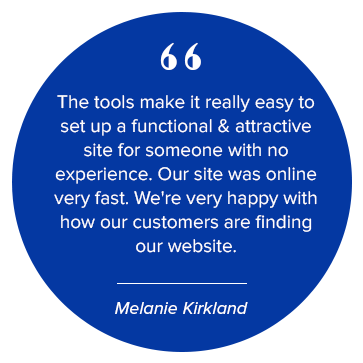 “
The tools make it really easy to
set up a functional & attractive
site for someone with no
experience. Our site was online
very fast. We're very happy with
how our customers are finding
our website.
Melanie Kirkland